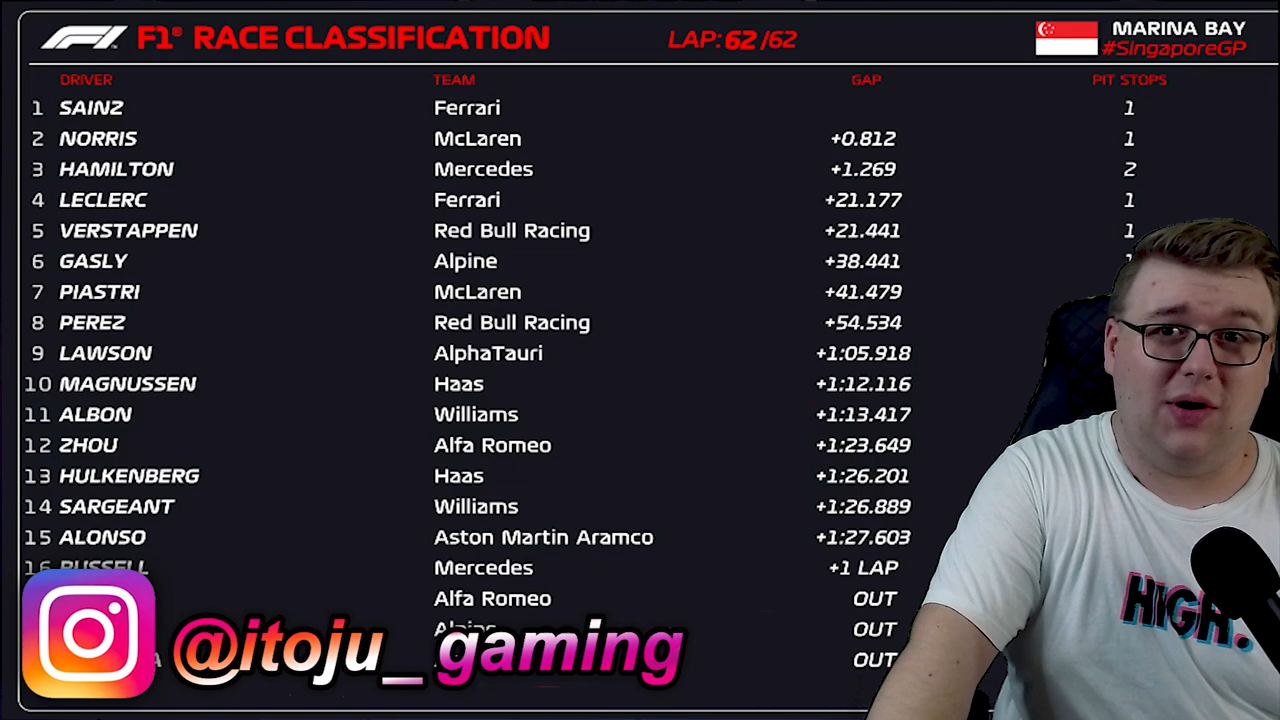 F1 F1® RACE CLASSIFICATION LAP: 62/62 MARINA BAY
#SingaporeGP
DRIVER TEAM GAP PIT STOPS
1 SAINZ Ferrari 1
2 NORRIS McLaren +0.812 1
3 HAMILTON Mercedes +1.269 2
4 LECLERC Ferrari +21.177 1
5 VERSTAPPEN Red Bull Racing +21.441 1
6 GASLY Alpine +38.441
7 PIASTRI McLaren +41.479
8 PEREZ Red Bull Racing +54.534
9 LAWSON AlphaTauri +1:05.918
10 MAGNUSSEN Haas +1:12.116
11 ALBON Williams +1:13.417
12 ZHOU Alfa Romeo +1:23.649
13 HULKENBERG Haas +1:26.201
14 SARGEANT Williams +1:26.889
15 ALONSO Aston Martin Aramco +1:27.603
16 RUSSELL Mercedes +1 LAP
Alfa Romeo OUT
Alpine OUT
OUT
@itoju_gaming
HIGH.